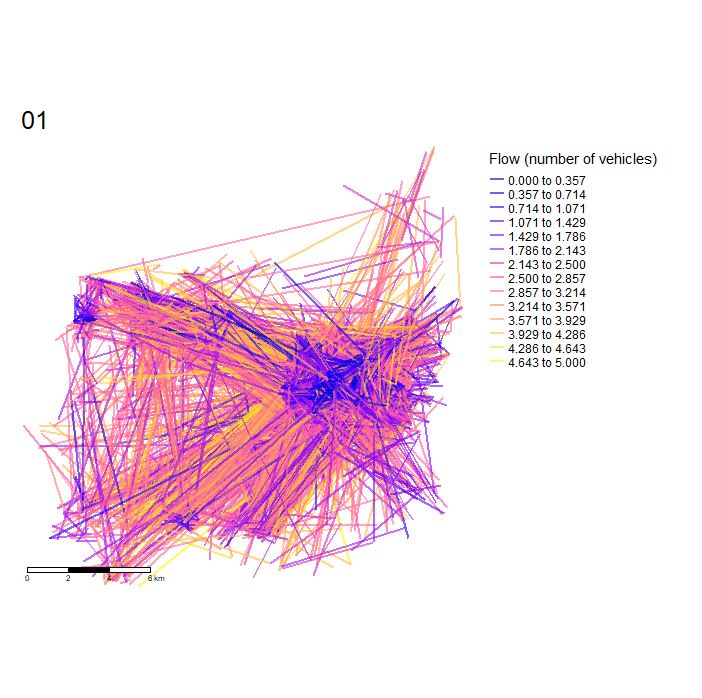 01
Flow (number of vehicles)
0.000 to 0.357
0.357 to 0.714
0.714 to 1.071
1.071 to 1.429
1.429 to 1.786
1.786 to 2.143
2.143 to 2.500
2.500 to 2.857
2.857 to 3.214
3.214 to 3.571
3.571 to 3.929
3.929 to 4.286
4.286 to 4.643
4.643 to 5.000
0 2 4 6 km